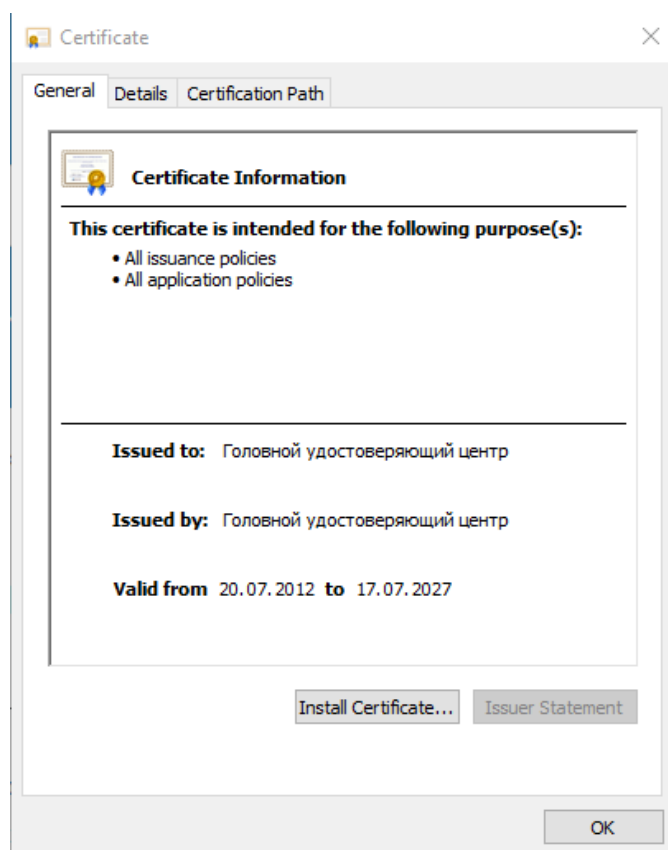 Certificate
General Details Certification Path
Certificate Information
This certificate is intended for the following purpose(s):
• All issuance policies
• All application policies
Issued to: Головной удостоверяющий центр
Issued by: Головной удостоверяющий центр
Valid from 20.07.2012 to 17.07.2027
Install Certificate... Issuer Statement
OK